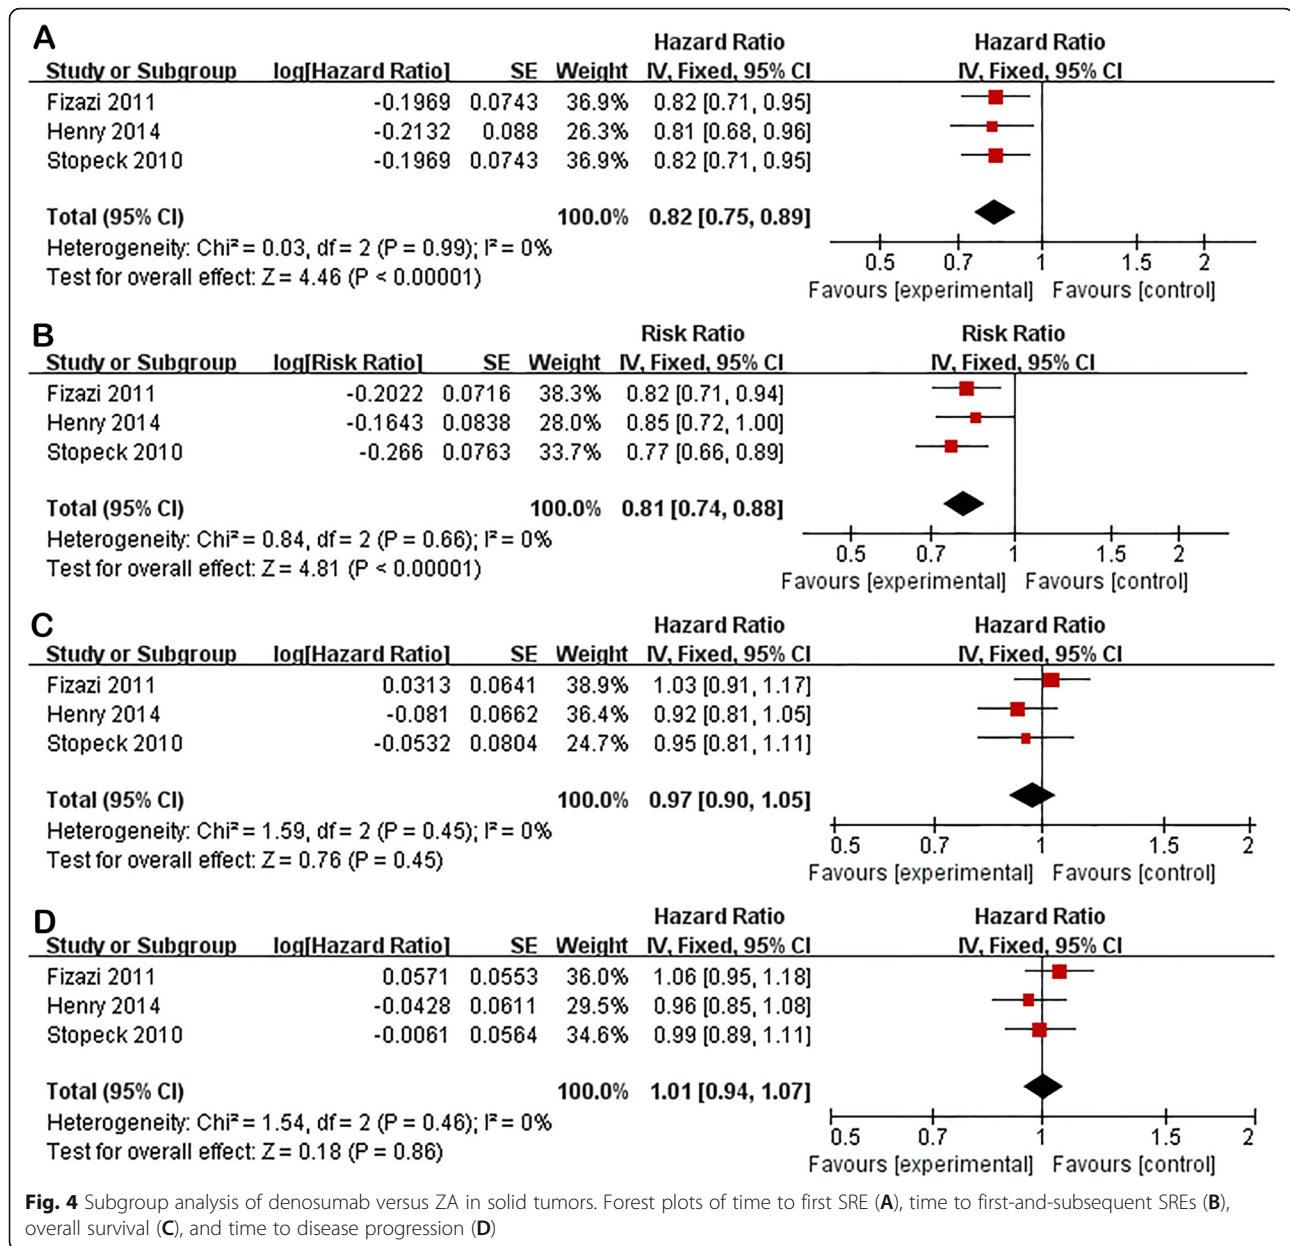 A
Hazard Ratio Hazard Ratio
Study or Subgroup log[Hazard Ratio] SE Weight IV, Fixed, 95% CI IV, Fixed, 95% CI
Fizazi 2011 -0.1969 0.0743 36.9% 0.82 [0.71, 0.95]
Henry 2014 -0.2132 0.088 26.3% 0.81 [0.68, 0.96]
Stopeck 2010 -0.1969 0.0743 36.9% 0.82 [0.71, 0.95]
Total (95% CI) 100.0% 0.82 [0.75, 0.89]
Heterogeneity: Chi² = 0.03, df = 2 (P = 0.99); I² = 0%
Test for overall effect: Z = 4.46 (P < 0.00001)
0.5 0.7 1 1.5 2
Favours [experimental] Favours [control]
B
Risk Ratio Risk Ratio
Study or Subgroup log[Risk Ratio] SE Weight IV, Fixed, 95% CI IV, Fixed, 95% CI
Fizazi 2011 -0.2022 0.0716 38.3% 0.82 [0.71, 0.94]
Henry 2014 -0.1643 0.0838 28.0% 0.85 [0.72, 1.00]
Stopeck 2010 -0.266 0.0763 33.7% 0.77 [0.66, 0.89]
Total (95% CI) 100.0% 0.81 [0.74, 0.88]
Heterogeneity: Chi² = 0.84, df = 2 (P = 0.66); I² = 0%
Test for overall effect: Z = 4.81 (P < 0.00001)
0.5 0.7 1 1.5 2
Favours [experimental] Favours [control]
C
Hazard Ratio Hazard Ratio
Study or Subgroup log[Hazard Ratio] SE Weight IV, Fixed, 95% CI IV, Fixed, 95% CI
Fizazi 2011 0.0313 0.0641 38.9% 1.03 [0.91, 1.17]
Henry 2014 -0.081 0.0662 36.4% 0.92 [0.81, 1.05]
Stopeck 2010 -0.0532 0.0804 24.7% 0.95 [0.81, 1.11]
Total (95% CI) 100.0% 0.97 [0.90, 1.05]
Heterogeneity: Chi² = 1.59, df = 2 (P = 0.45); I² = 0%
Test for overall effect: Z = 0.76 (P = 0.45)
0.5 0.7 1 1.5 2
Favours [experimental] Favours [control]
D
Hazard Ratio Hazard Ratio
Study or Subgroup log[Hazard Ratio] SE Weight IV, Fixed, 95% CI IV, Fixed, 95% CI
Fizazi 2011 0.0571 0.0553 36.0% 1.06 [0.95, 1.18]
Henry 2014 -0.0428 0.0611 29.5% 0.96 [0.85, 1.08]
Stopeck 2010 -0.0061 0.0564 34.6% 0.99 [0.89, 1.11]
Total (95% CI) 100.0% 1.01 [0.94, 1.07]
Heterogeneity: Chi² = 1.54, df = 2 (P = 0.46); I² = 0%
Test for overall effect: Z = 0.18 (P = 0.86)
0.5 0.7 1 1.5 2
Favours [experimental] Favours [control]
Fig. 4 Subgroup analysis of denosumab versus ZA in solid tumors. Forest plots of time to first SRE (A), time to first-and-subsequent SREs (B),
overall survival (C), and time to disease progression (D)